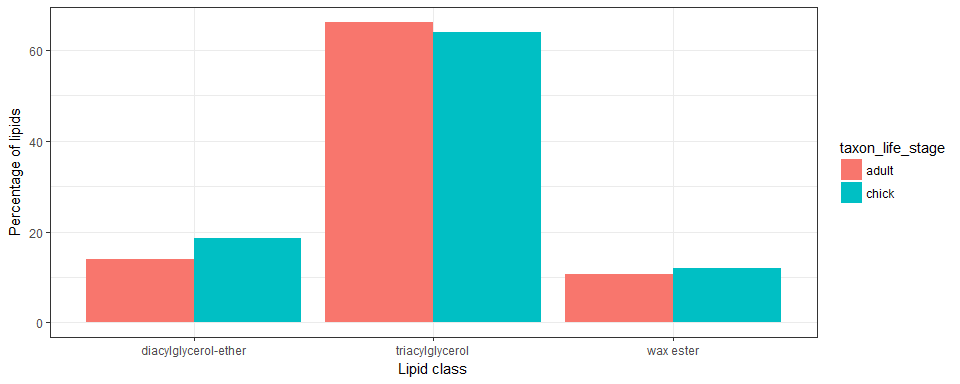 Percentage of lipids
60
40
20
0
diacylglycerol-ether
triacylglycerol
wax ester
Lipid class
taxon_life_stage
adult
chick